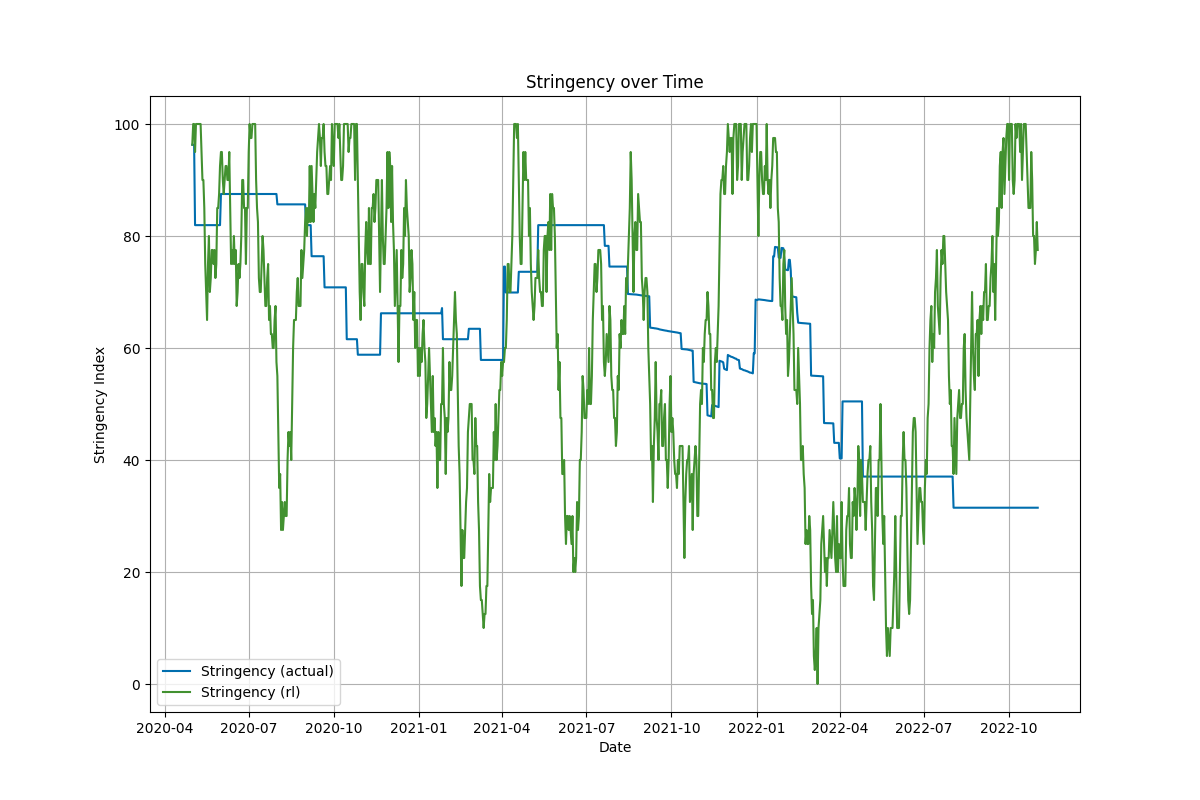 Stringency over Time
Stringency Index
100
80
60
40
20
0
Stringency (actual)
Stringency (rl)
2020-04 2020-07 2020-10 2021-01 2021-04 2021-07 2021-10 2022-01 2022-04 2022-07 2022-10
Date